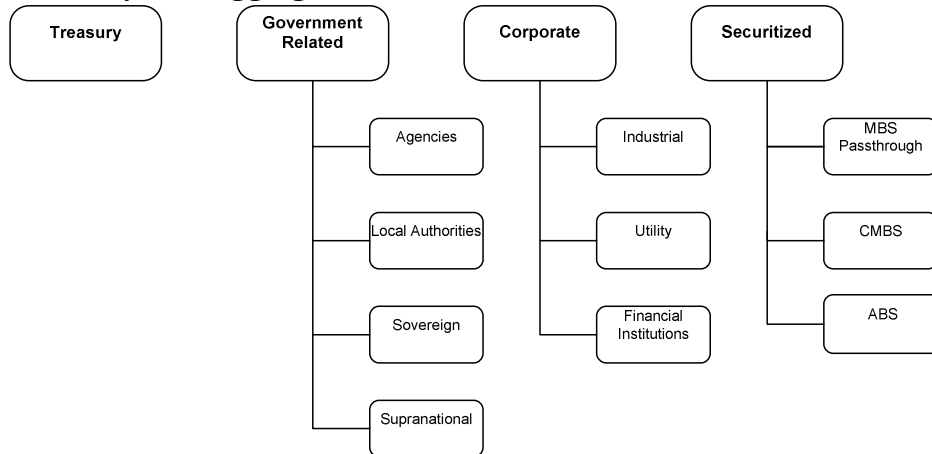 Treasury
Government
Related
Corporate
Securitized
Agencies
Industrial
MBS
Passthrough
Local Authorities
Utility
CMBS
Sovereign
Financial
Institutions
ABS
Supranational